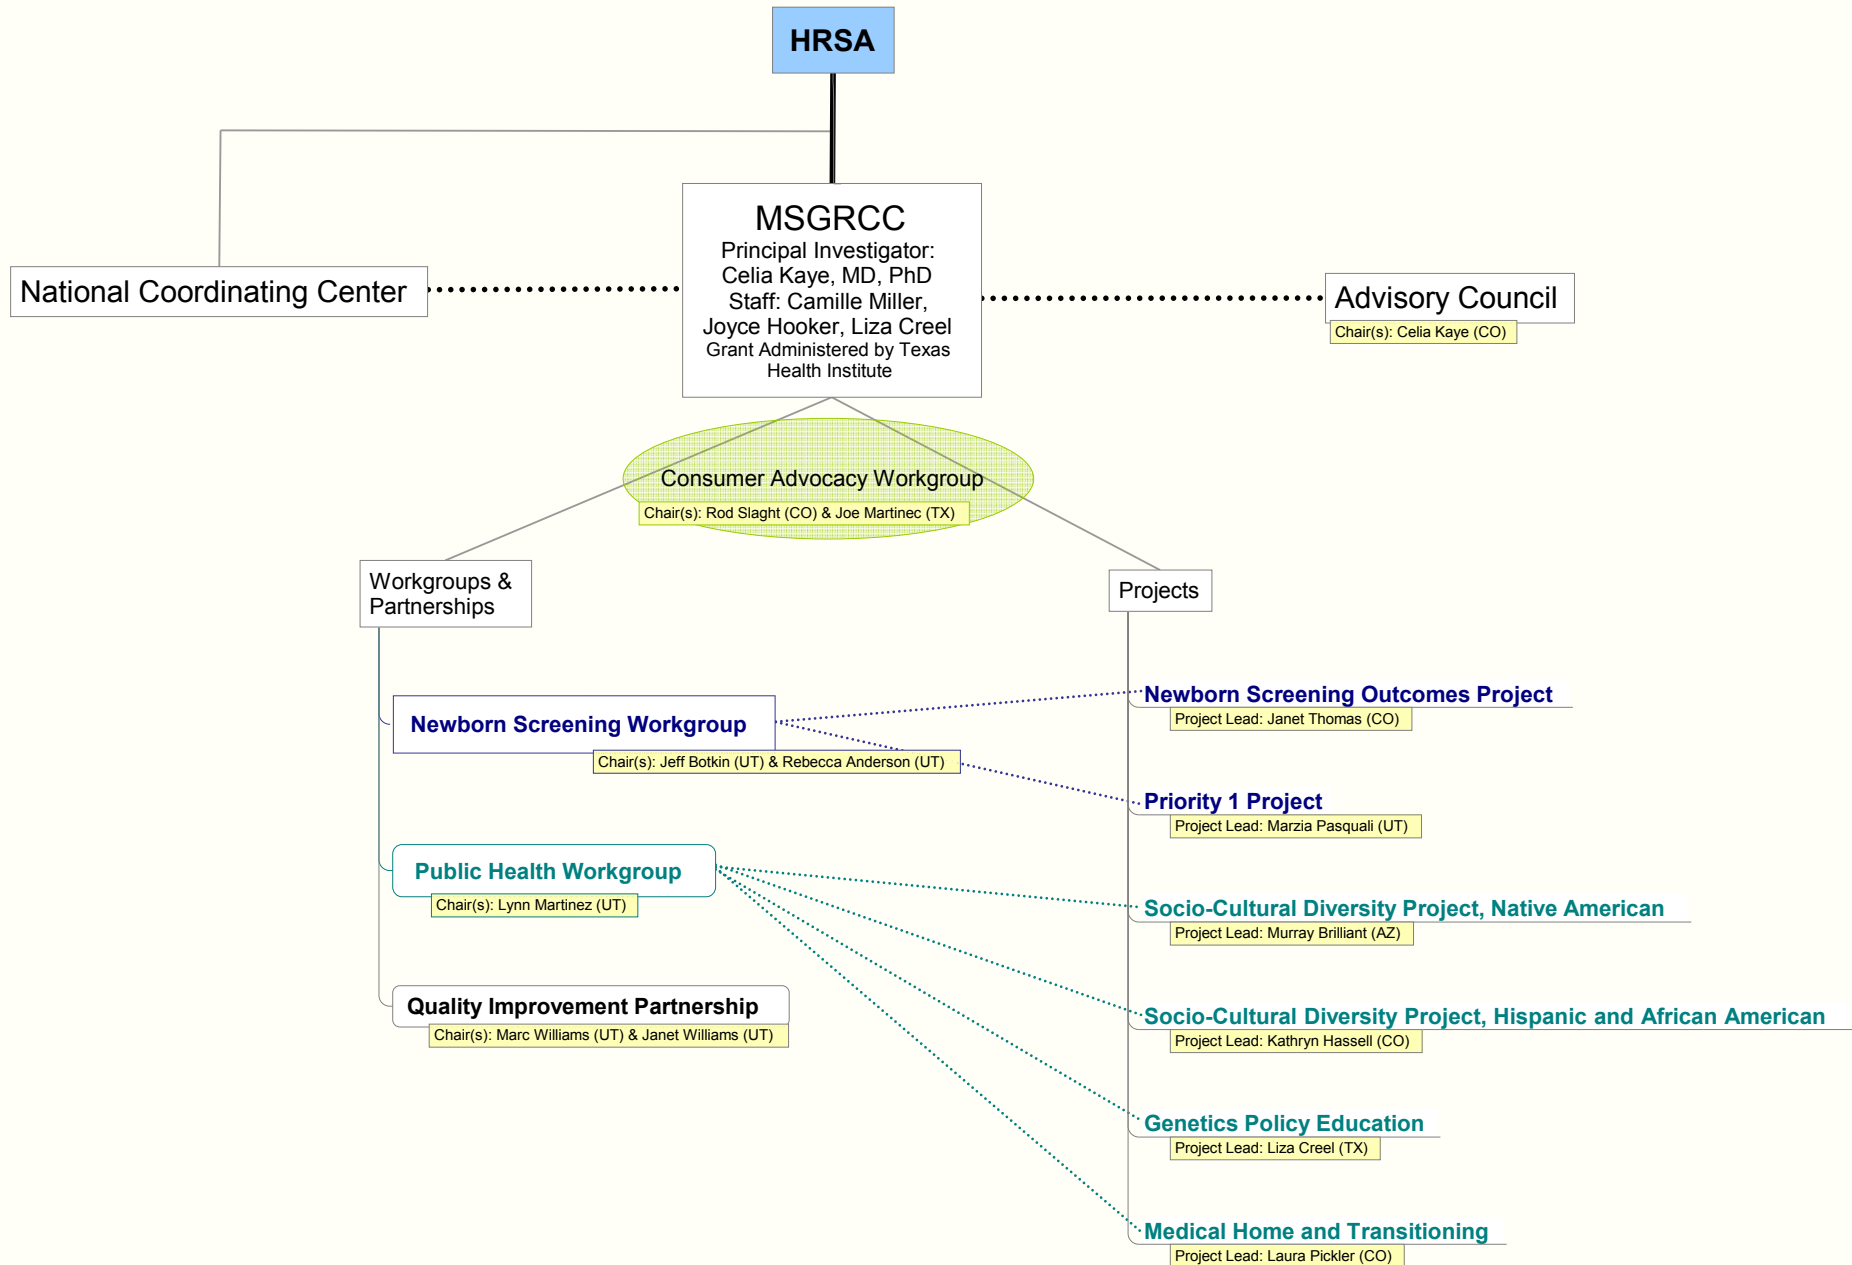 HRSA
MSGRCC
Principal Investigator:
Celia Kaye, MD, PhD
Staff: Camille Miller,
Joyce Hooker, Liza Creel
Grant Administered by Texas
Health Institute
National Coordinating Center
Advisory Council
Chair(s): Celia Kaye (CO)
Consumer Advocacy Workgroup
Chair(s): Rod Slaght (CO) & Joe Martinec (TX)
Workgroups &
Partnerships
Newborn Screening Workgroup
Chair(s): Jeff Botkin (UT) & Rebecca Anderson (UT)
Public Health Workgroup
Chair(s): Lynn Martinez (UT)
Quality Improvement Partnership
Chair(s): Marc Williams (UT) & Janet Williams (UT)
Projects
Newborn Screening Outcomes Project
Project Lead: Janet Thomas (CO)
Priority 1 Project
Project Lead: Marzia Pasquali (UT)
Socio-Cultural Diversity Project, Native American
Project Lead: Murray Brilliant (AZ)
Socio-Cultural Diversity Project, Hispanic and African American
Project Lead: Kathryn Hassell (CO)
Genetics Policy Education
Project Lead: Liza Creel (TX)
Medical Home and Transitioning
Project Lead: Laura Pickler (CO)